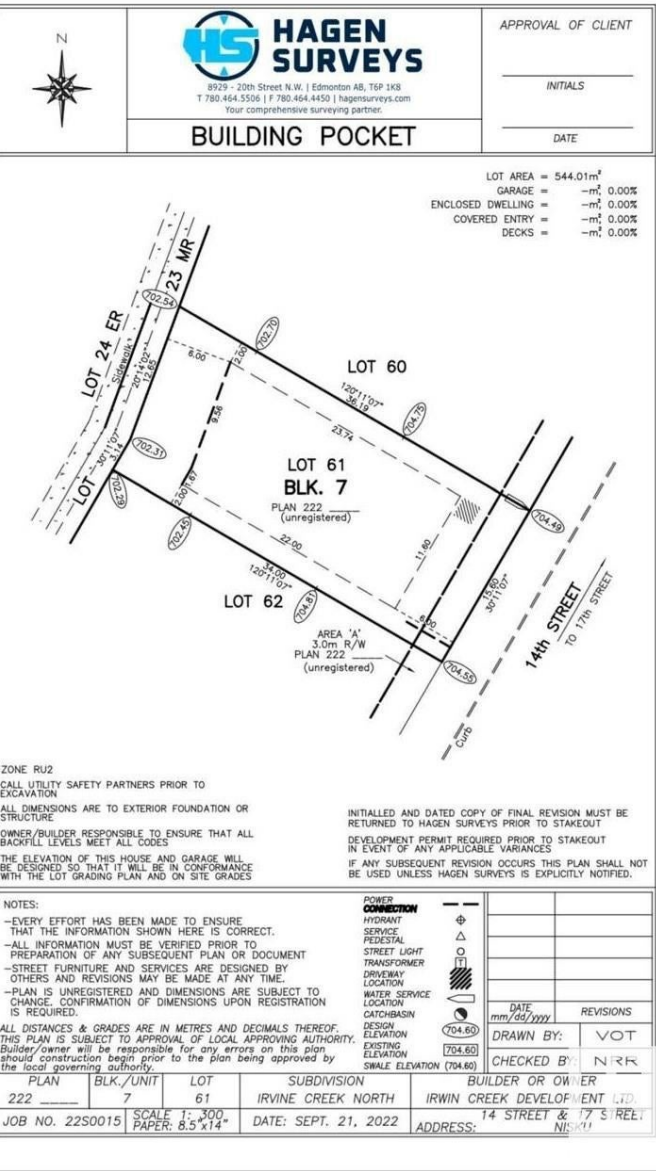 N
HS
HAGEN
SURVEYS
8929 - 20th Street N.W. | Edmonton AB, T6P 1K8
T 780.464.5506 | F 780.464.4450 | hagensurveys.com
Your comprehensive surveying partner.
BUILDING POCKET
APPROVAL OF CLIENT
INITIALS
DATE
LOT AREA = 544.01m²
GARAGE = -m², 0.00%
ENCLOSED DWELLING = -m², 0.00%
COVERED ENTRY = -m², 0.00%
DECKS = -m², 0.00%
23 MR
702.54
LOT 24 ER
Sidewalk
20°14'02"
12.65
6.00
2.00
702.70
LOT 60
120°11'07"
36.19
704.75
23.74
9.56
30°11'07"
3.14
702.31
LOT
702.29
1.67
2.00
702.45
LOT 61
BLK. 7
PLAN 222 ____
(unregistered)
22.00
34.00
120°11'07"
704.81
LOT 62
11.60
704.49
15.60
30°11'07"
6.00
704.55
AREA 'A'
3.0m R/W
PLAN 222 ____
(unregistered)
14th STREET
TO 17th STREET
Curb
ZONE RU2
CALL UTILITY SAFETY PARTNERS PRIOR TO
EXCAVATION
ALL DIMENSIONS ARE TO EXTERIOR FOUNDATION OR
STRUCTURE
OWNER/BUILDER RESPONSIBLE TO ENSURE THAT ALL
BACKFILL LEVELS MEET ALL CODES
THE ELEVATION OF THIS HOUSE AND GARAGE WILL
BE DESIGNED SO THAT IT WILL BE IN CONFORMANCE
WITH THE LOT GRADING PLAN AND ON SITE GRADES
INITIALLED AND DATED COPY OF FINAL REVISION MUST BE
RETURNED TO HAGEN SURVEYS PRIOR TO STAKEOUT
DEVELOPMENT PERMIT REQUIRED PRIOR TO STAKEOUT
IN EVENT OF ANY APPLICABLE VARIANCES
IF ANY SUBSEQUENT REVISION OCCURS THIS PLAN SHALL NOT
BE USED UNLESS HAGEN SURVEYS IS EXPLICITLY NOTIFIED.
NOTES:
-EVERY EFFORT HAS BEEN MADE TO ENSURE
THAT THE INFORMATION SHOWN HERE IS CORRECT.
-ALL INFORMATION MUST BE VERIFIED PRIOR TO
PREPARATION OF ANY SUBSEQUENT PLAN OR DOCUMENT
-STREET FURNITURE AND SERVICES ARE DESIGNED BY
OTHERS AND REVISIONS MAY BE MADE AT ANY TIME.
-PLAN IS UNREGISTERED AND DIMENSIONS ARE SUBJECT TO
CHANGE. CONFIRMATION OF DIMENSIONS UPON REGISTRATION
IS REQUIRED.
ALL DISTANCES & GRADES ARE IN METRES AND DECIMALS THEREOF.
THIS PLAN IS SUBJECT TO APPROVAL OF LOCAL APPROVING AUTHORITY.
Builder/owner will be responsible for any errors on this plan
should construction begin prior to the plan being approved by
the local governing authority.
POWER
CONNECTION
HYDRANT
SERVICE
PEDESTAL
STREET LIGHT
TRANSFORMER T
DRIVEWAY
LOCATION
WATER SERVICE
LOCATION
CATCHBASIN
DESIGN
ELEVATION 704.60
EXISTING
ELEVATION 704.60
SWALE ELEVATION (704.60)
DATE
mm/dd/yyyy
REVISIONS
DRAWN BY: VOT
CHECKED BY: NRR
PLAN
222 ____
BLK./UNIT
7
LOT
61
SUBDIVISION
IRVINE CREEK NORTH
BUILDER OR OWNER
IRWIN CREEK DEVELOPMENT LTD.
JOB NO. 22S0015
SCALE 1: 300
PAPER: 8.5"x14"
DATE: SEPT. 21, 2022
ADDRESS:
14 STREET & 17 STREET
NISKU